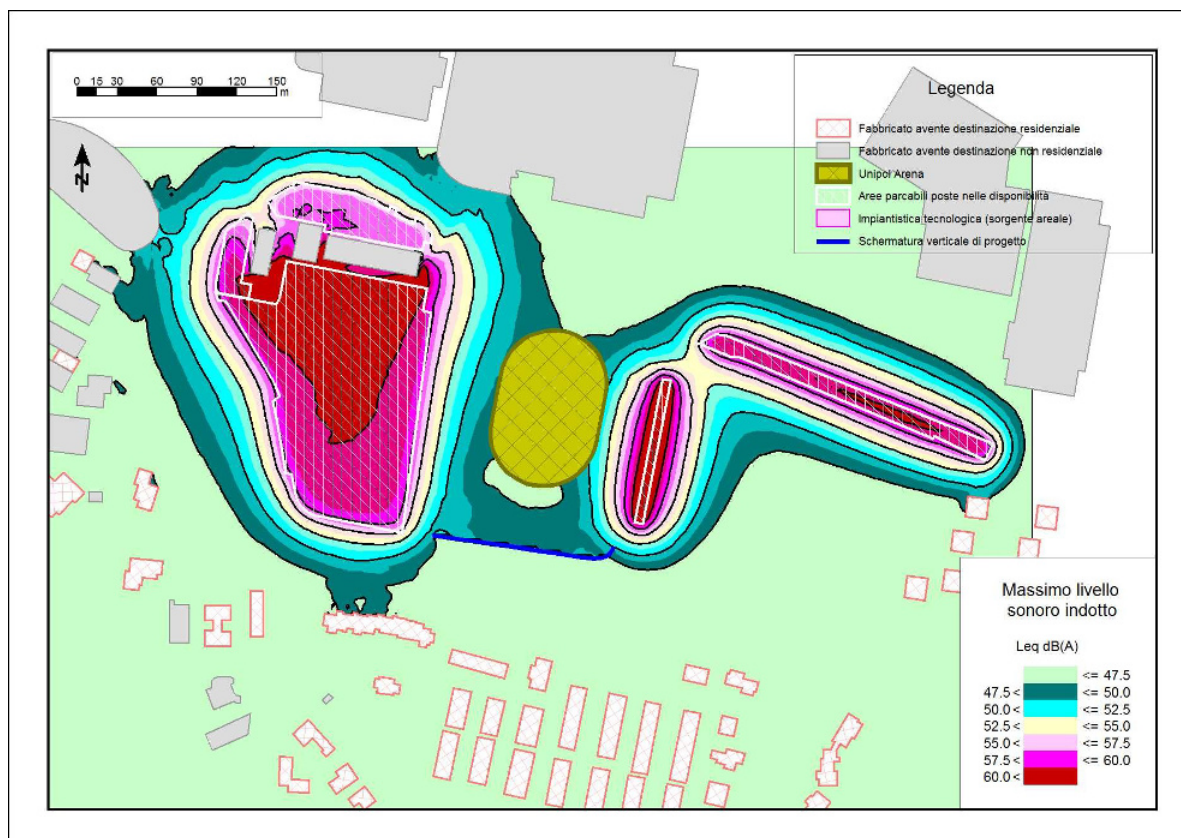 0 15 30 60 90 120 150
m
N
Legenda
Fabbricato avente destinazione residenziale
Fabbricato avente destinazione non residenziale
Unipol Arena
Aree parcabili poste nelle disponibilità
Impiantistica tecnologica (sorgente areale)
Schermatura verticale di progetto
Massimo livello
sonoro indotto
Leq dB(A)
<= 47.5
47.5 < <= 50.0
50.0 < <= 52.5
52.5 < <= 55.0
55.0 < <= 57.5
57.5 < <= 60.0
60.0 <